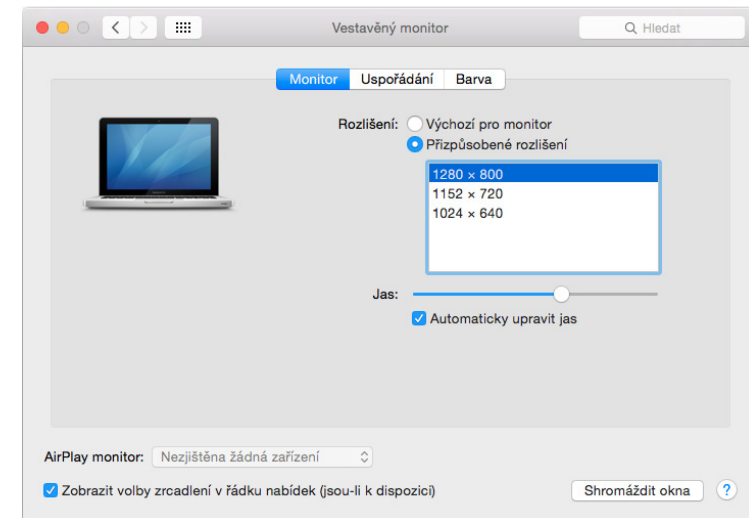 Vestavěný monitor
Hledat
Monitor Uspořádání Barva
Rozlišení: Výchozí pro monitor
Přizpůsobené rozlišení
1280 × 800
1152 × 720
1024 × 640
Jas:
Automaticky upravit jas
AirPlay monitor: Nezjištěna žádná zařízení
Zobrazit volby zrcadlení v řádku nabídek (jsou-li k dispozici)
Shromáždit okna ?